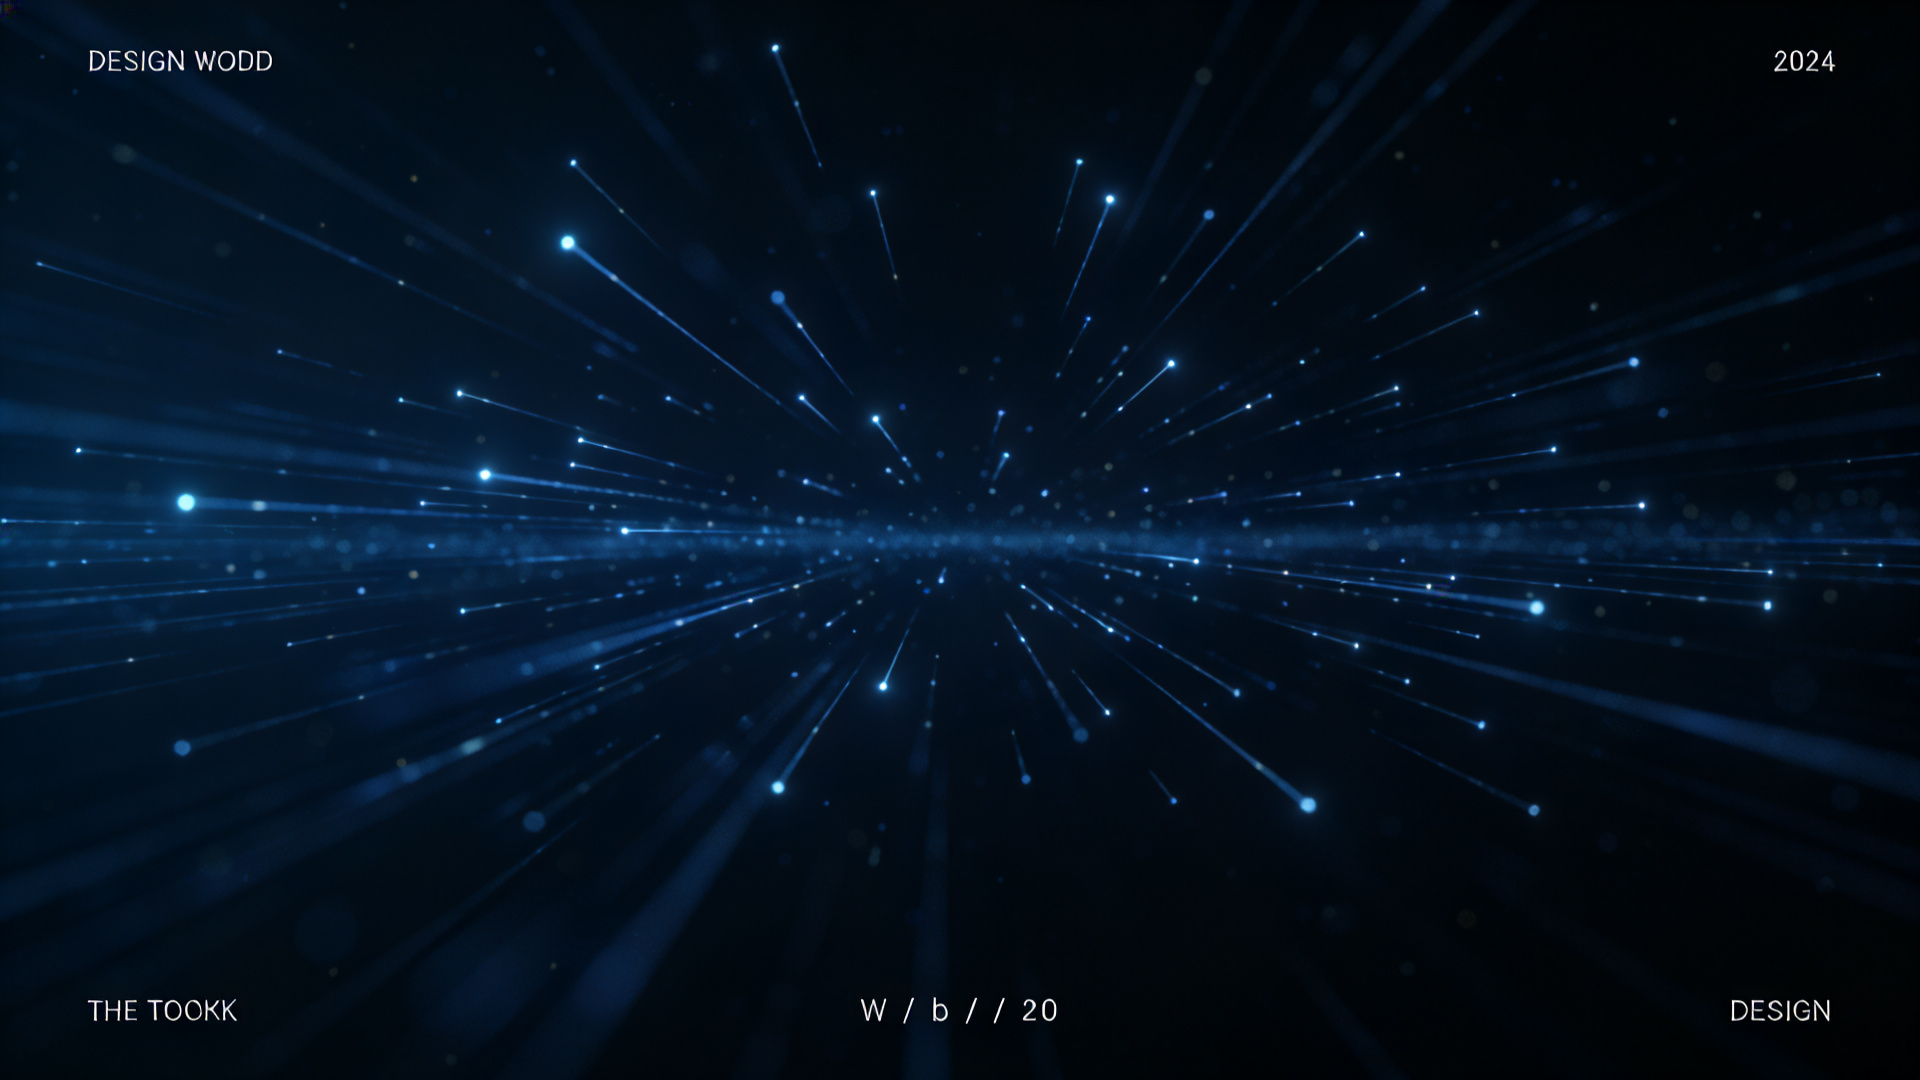 DESIGN WODD
2024
THE TOOKK
W / b / / 20
DESIGN